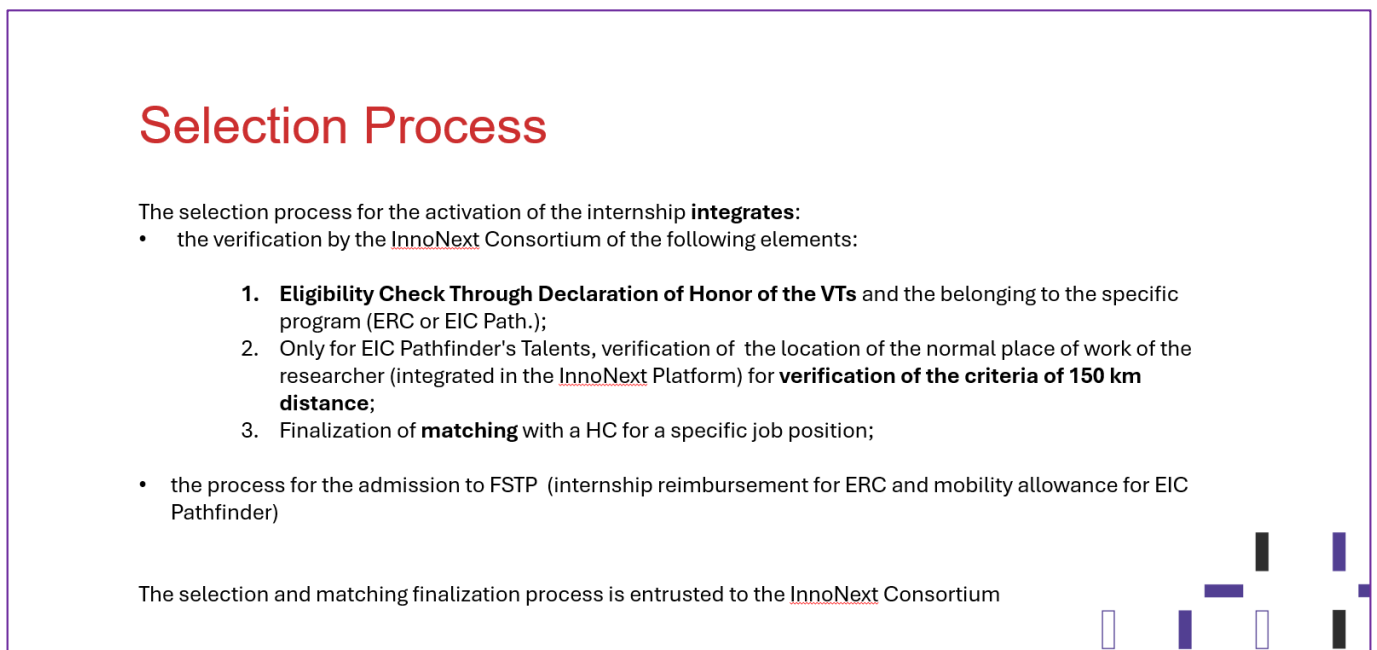 Selection Process
The selection process for the activation of the internship integrates:
• the verification by the InnoNext Consortium of the following elements:
1. Eligibility Check Through Declaration of Honor of the VTs and the belonging to the specific
program (ERC or EIC Path.);
2. Only for EIC Pathfinder's Talents, verification of the location of the normal place of work of the
researcher (integrated in the InnoNext Platform) for verification of the criteria of 150 km
distance;
3. Finalization of matching with a HC for a specific job position;
• the process for the admission to FSTP (internship reimbursement for ERC and mobility allowance for EIC
Pathfinder)
The selection and matching finalization process is entrusted to the InnoNext Consortium